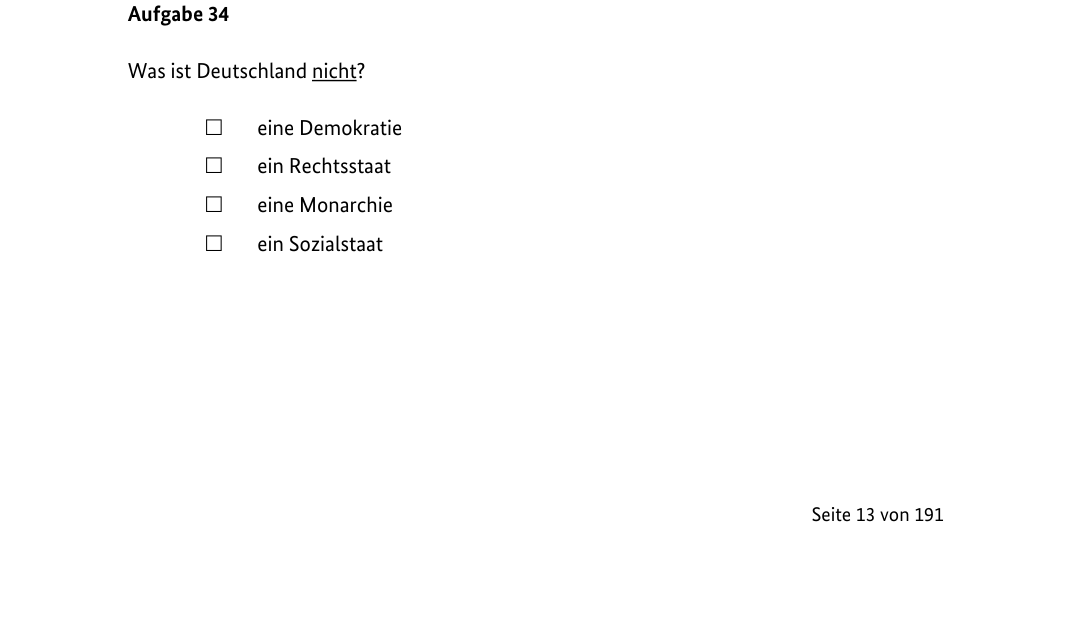 Aufgabe 34
Was ist Deutschland nicht?
☐ eine Demokratie
☐ ein Rechtsstaat
☐ eine Monarchie
☐ ein Sozialstaat
Seite 13 von 191